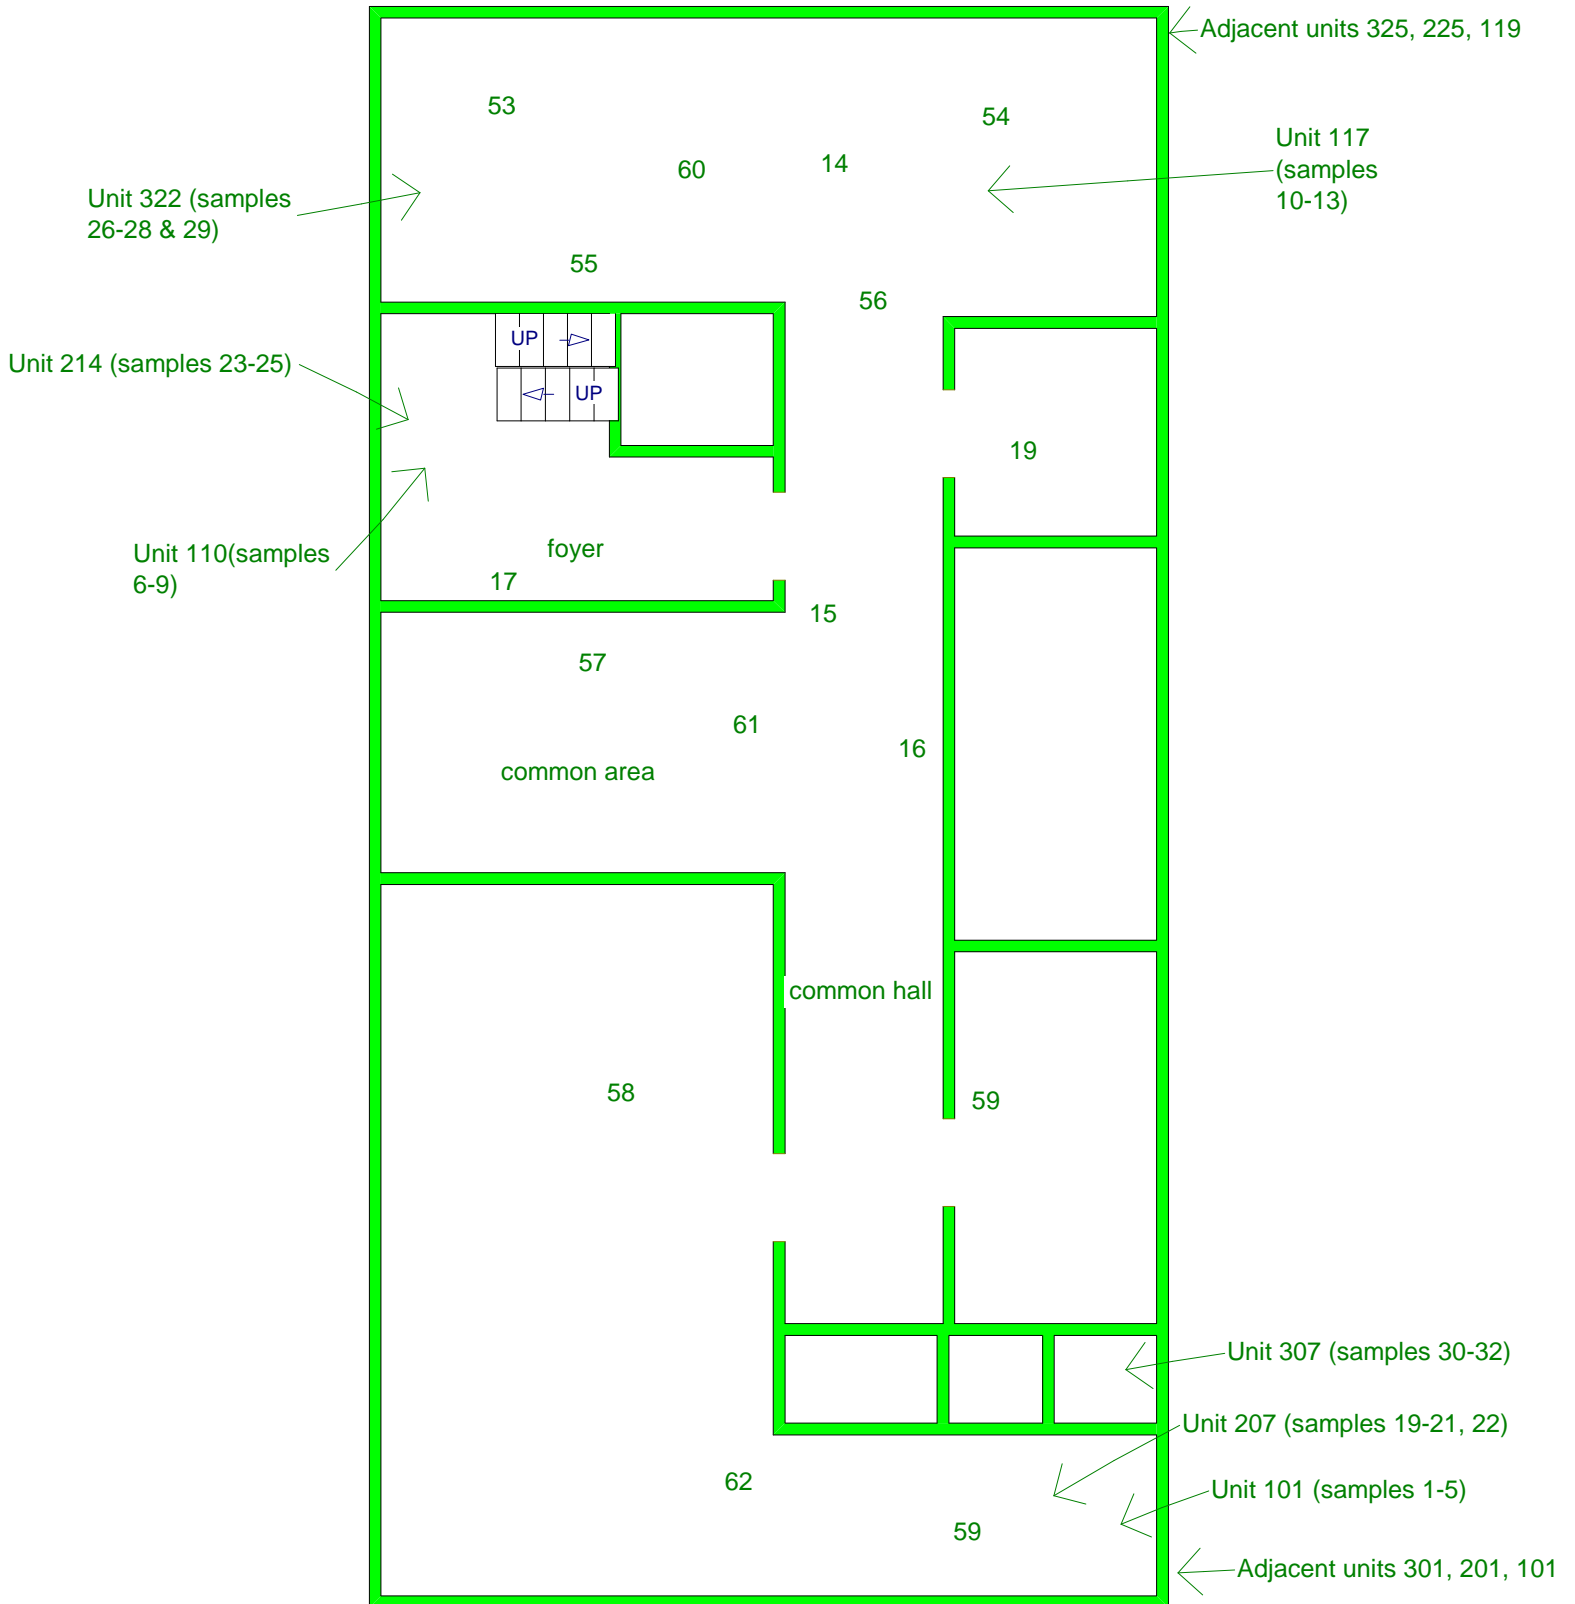 Adjacent units 325, 225, 119
53
54
Unit 117
(samples
10-13)
60
14
Unit 322 (samples
26-28 & 29)
55
56
UP
Unit 214 (samples 23-25)
UP
19
foyer
Unit 110(samples
6-9)
17
15
57
61
16
common area
common hall
58
59
Unit 307 (samples 30-32)
Unit 207 (samples 19-21, 22)
62
Unit 101 (samples 1-5)
59
Adjacent units 301, 201, 101